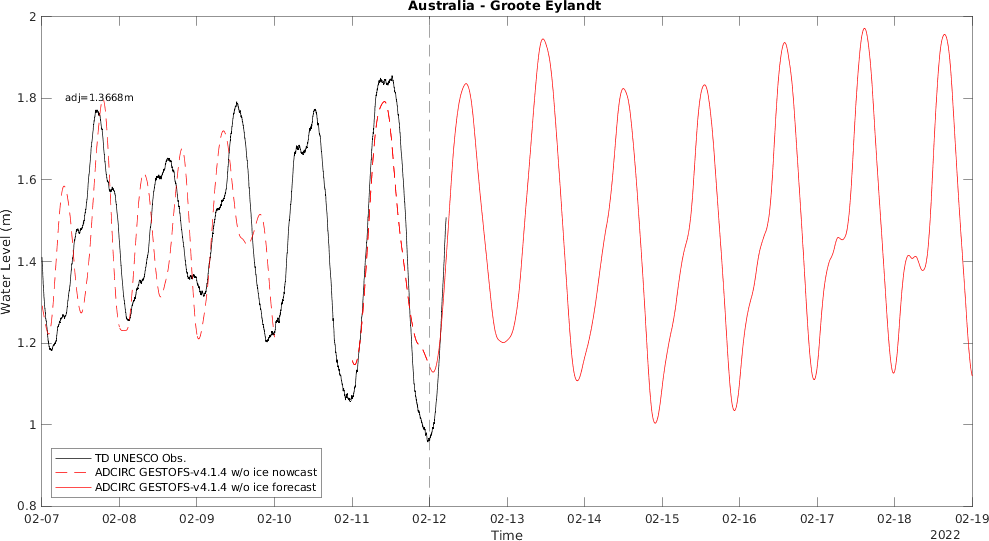 Australia - Groote Eylandt
2
1.8
1.6
1.4
1.2
1
0.8
Water Level (m)
adj=1.3668m
TD UNESCO Obs.
ADCIRC GESTOFS-v4.1.4 w/o ice nowcast
ADCIRC GESTOFS-v4.1.4 w/o ice forecast
02-07 02-08 02-09 02-10 02-11 02-12 02-13 02-14 02-15 02-16 02-17 02-18 02-19
Time
2022